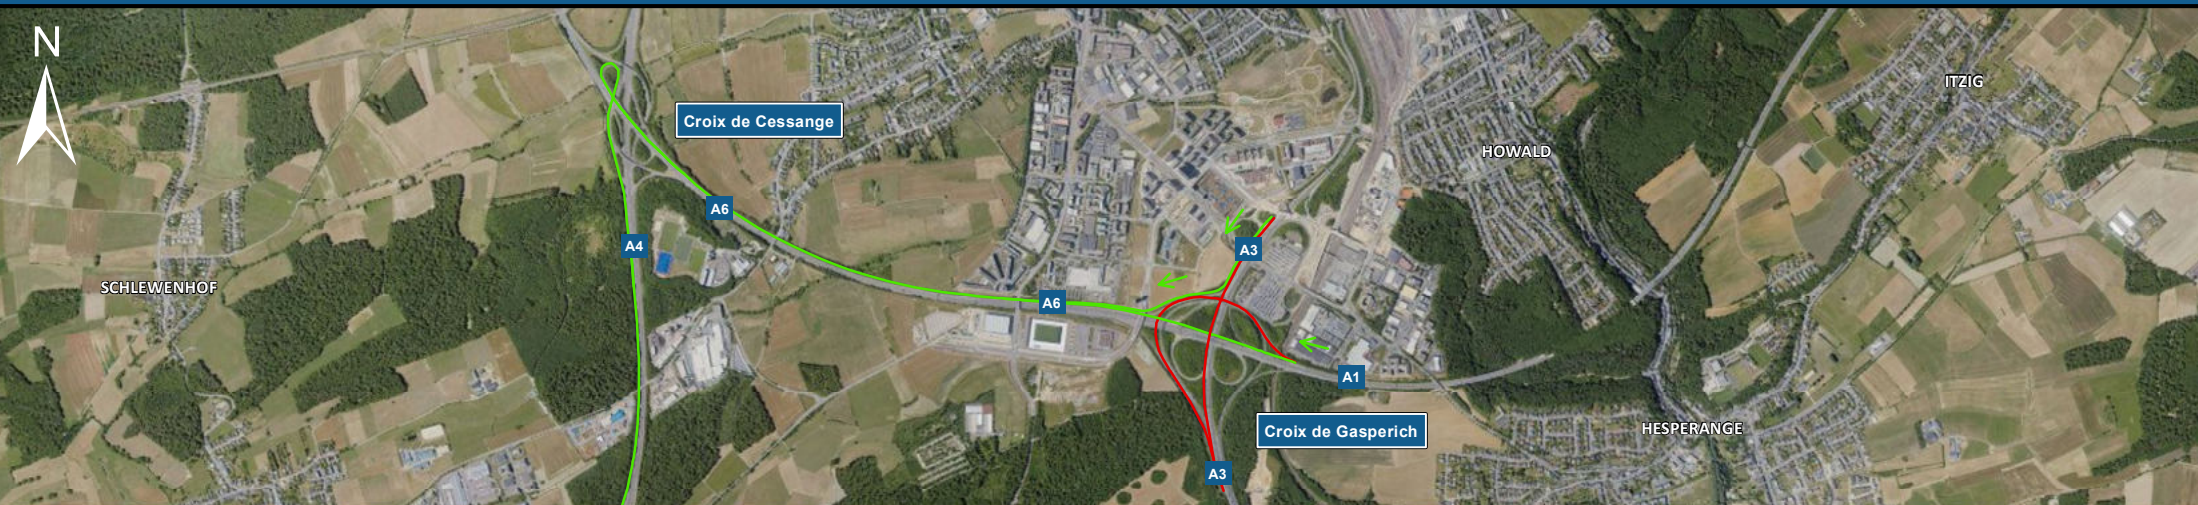 N
Croix de Cessange
ITZIG
HOWALD
A6
A4
A3
SCHLEWENHOF
A6
A1
Croix de Gasperich
HESPERANGE
A3